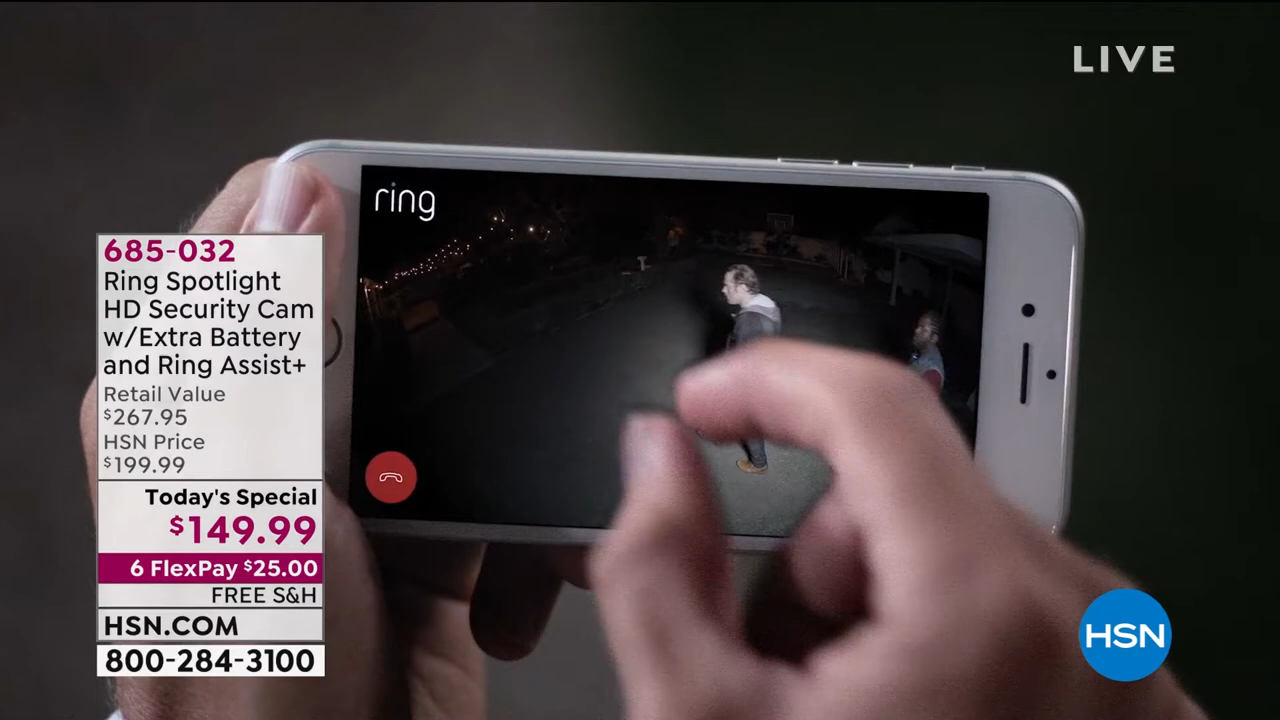 LIVE
ring
685-032
Ring Spotlight
HD Security Cam
w/Extra Battery
and Ring Assist+
Retail Value
$267.95
HSN Price
$199.99
Today's Special
$149.99
6 FlexPay $25.00
FREE S&H
HSN.COM
800-284-3100
HSN